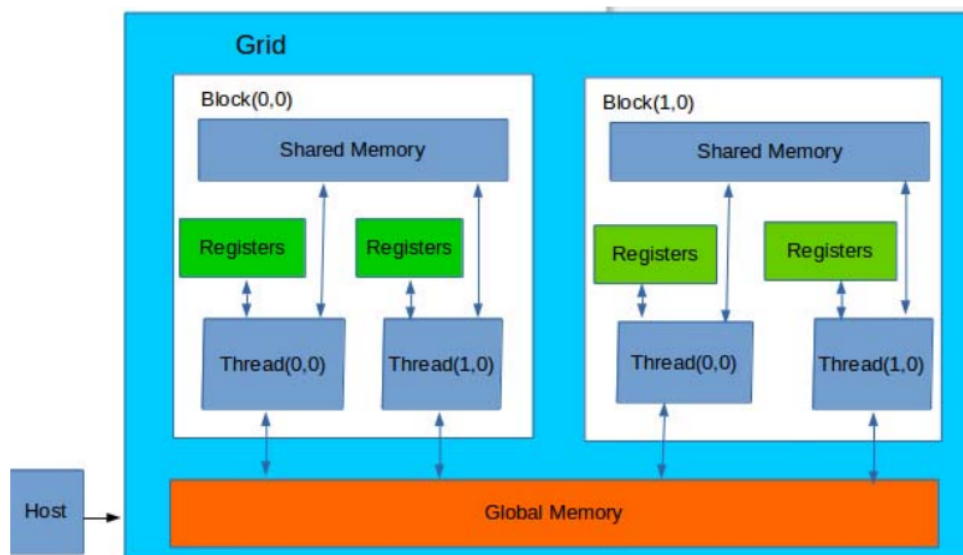 Grid
Block(0,0)
Block(1,0)
Shared Memory
Shared Memory
Registers
Registers
Registers
Registers
Thread(0,0)
Thread(1,0)
Thread(0,0)
Thread(1,0)
Host
Global Memory